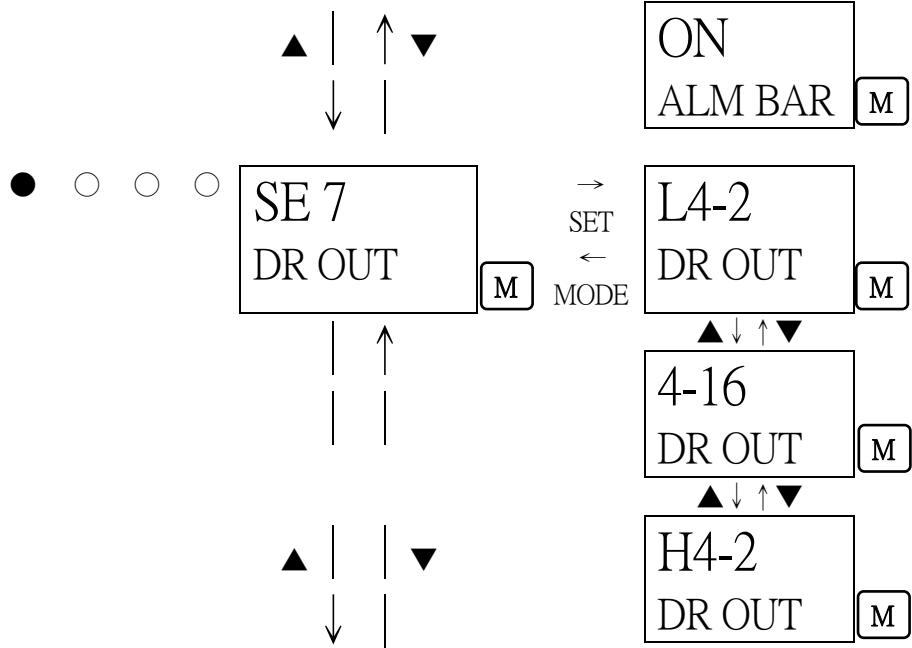 ON
ALM BAR M
SE 7
DR OUT M
→
SET
←
MODE
L4-2
DR OUT M
4-16
DR OUT M
H4-2
DR OUT M